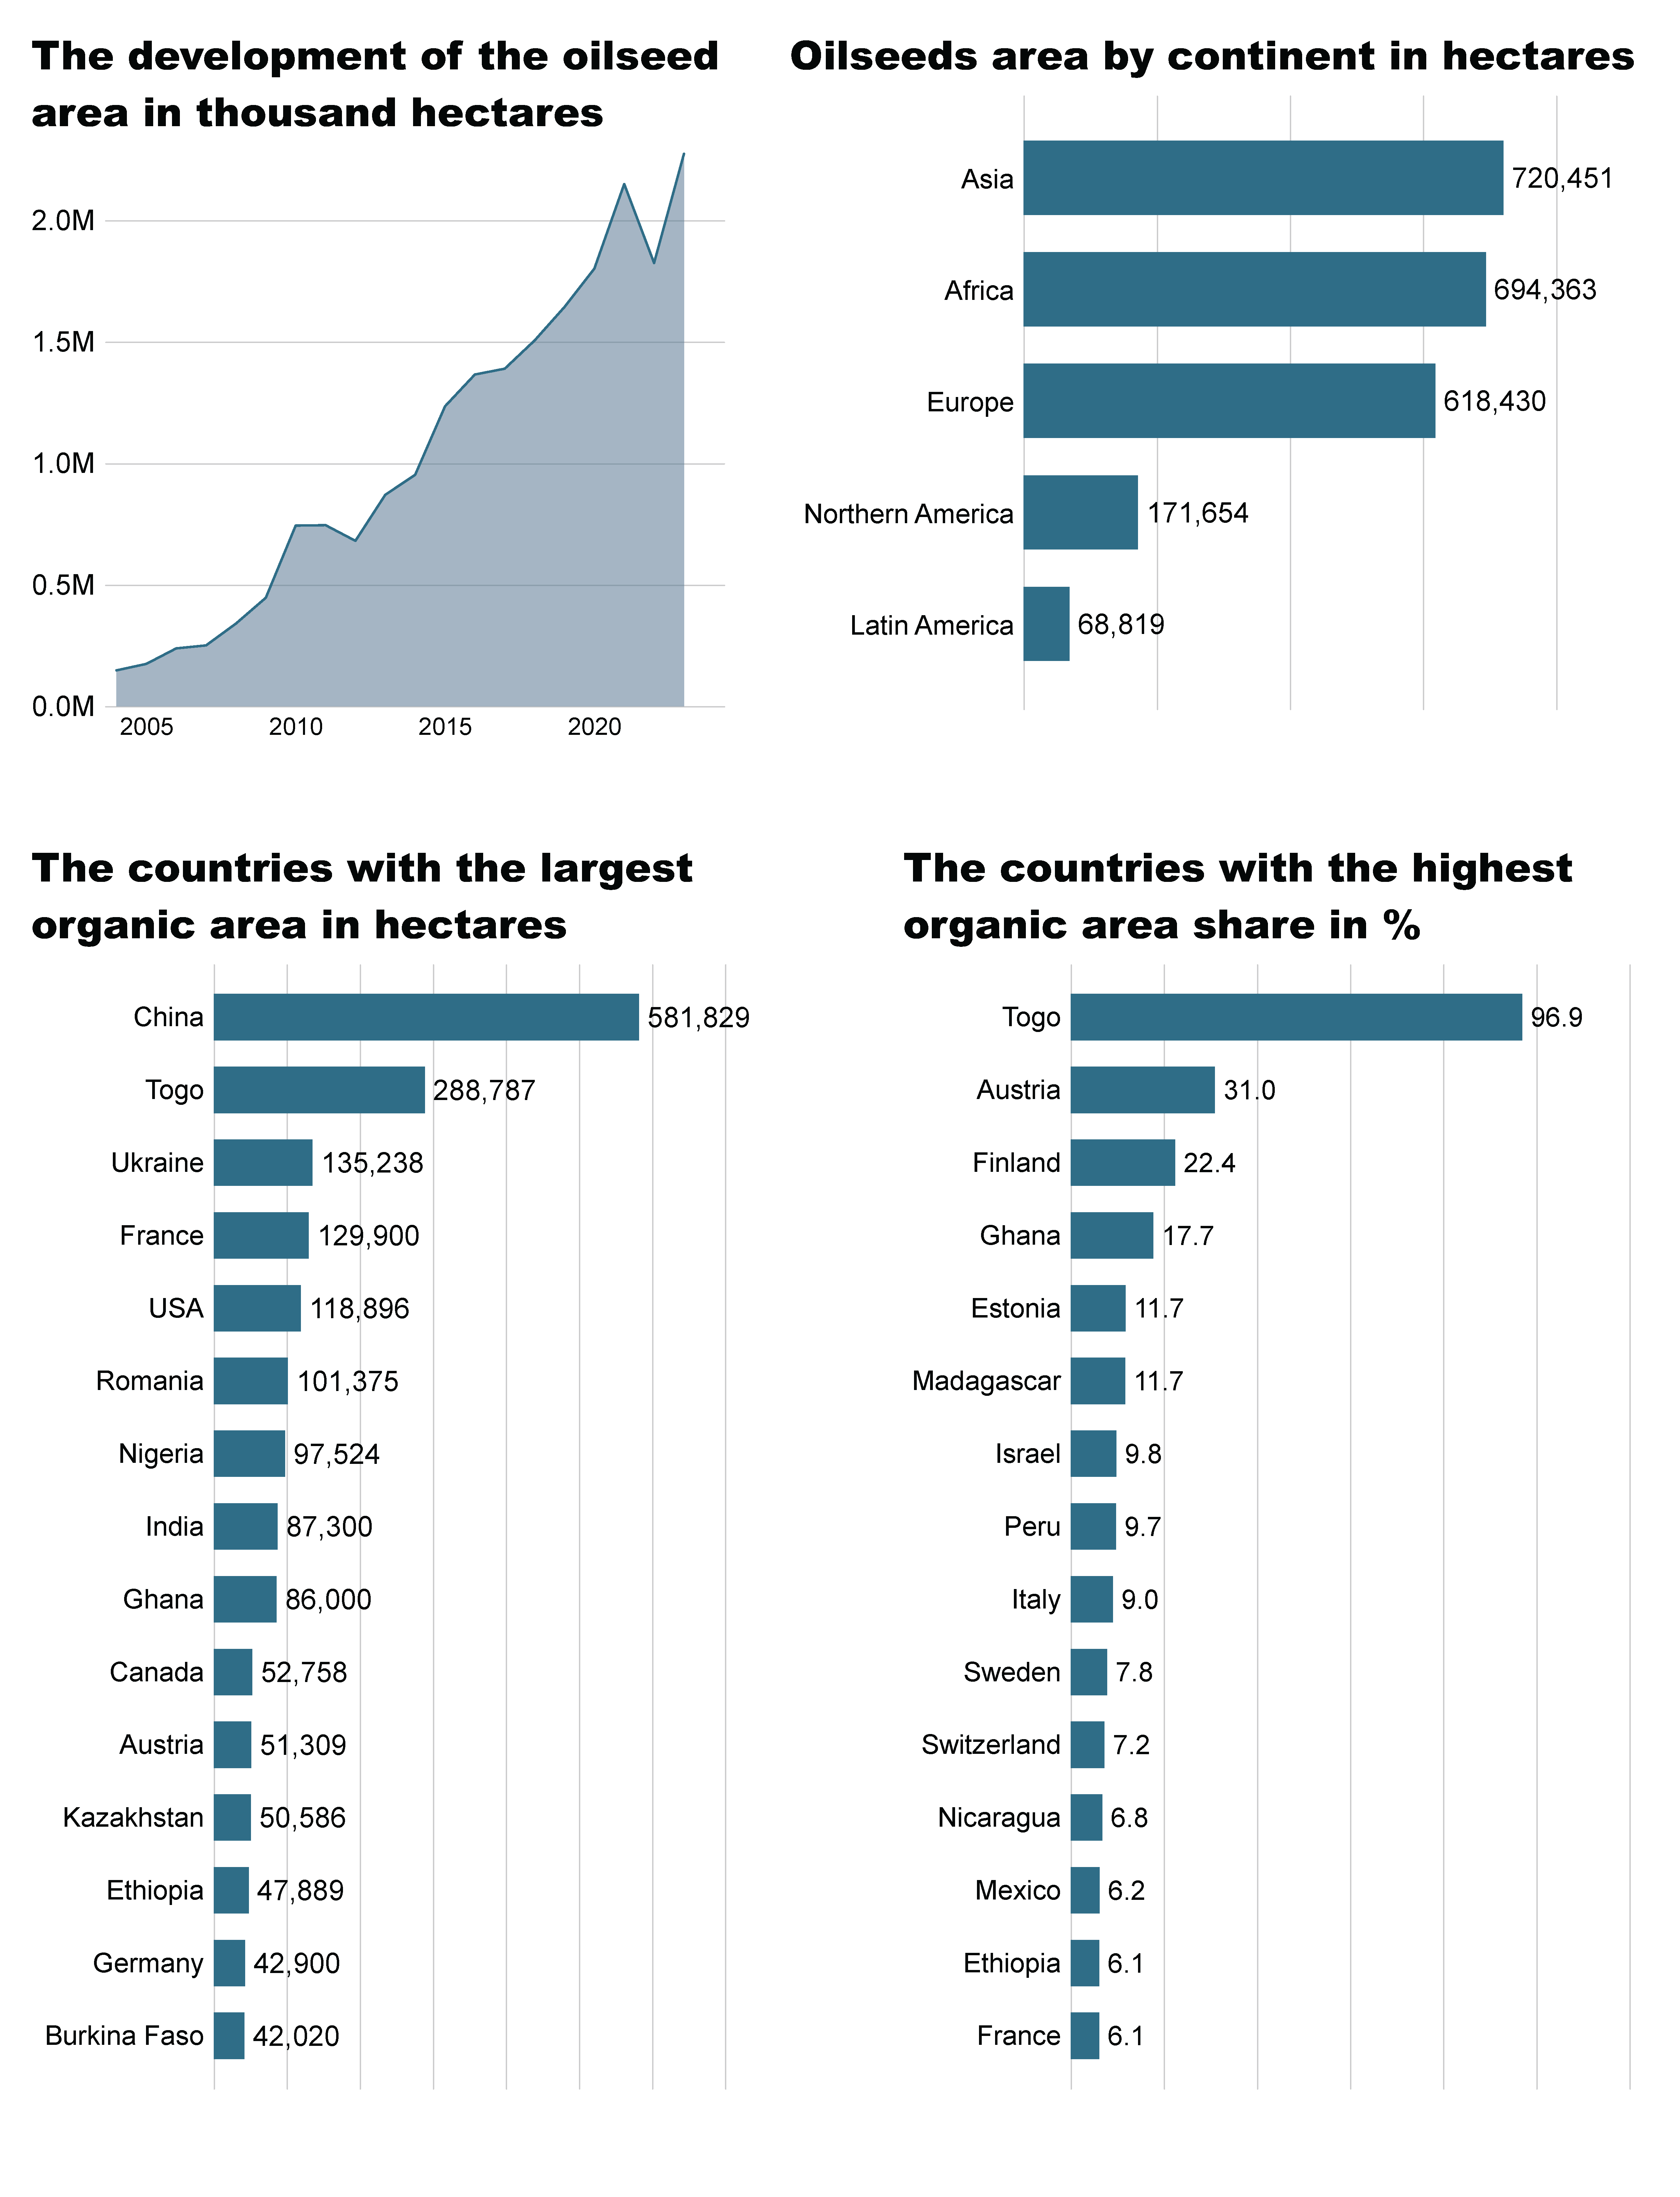 The development of the oilseed
area in thousand hectares
2.0M
1.5M
1.0M
0.5M
0.0M
2005 2010 2015 2020
Oilseeds area by continent in hectares
Asia 720,451
Africa 694,363
Europe 618,430
Northern America 171,654
Latin America 68,819
The countries with the largest
organic area in hectares
China 581,829
Togo 288,787
Ukraine 135,238
France 129,900
USA 118,896
Romania 101,375
Nigeria 97,524
India 87,300
Ghana 86,000
Canada 52,758
Austria 51,309
Kazakhstan 50,586
Ethiopia 47,889
Germany 42,900
Burkina Faso 42,020
The countries with the highest
organic area share in %
Togo 96.9
Austria 31.0
Finland 22.4
Ghana 17.7
Estonia 11.7
Madagascar 11.7
Israel 9.8
Peru 9.7
Italy 9.0
Sweden 7.8
Switzerland 7.2
Nicaragua 6.8
Mexico 6.2
Ethiopia 6.1
France 6.1